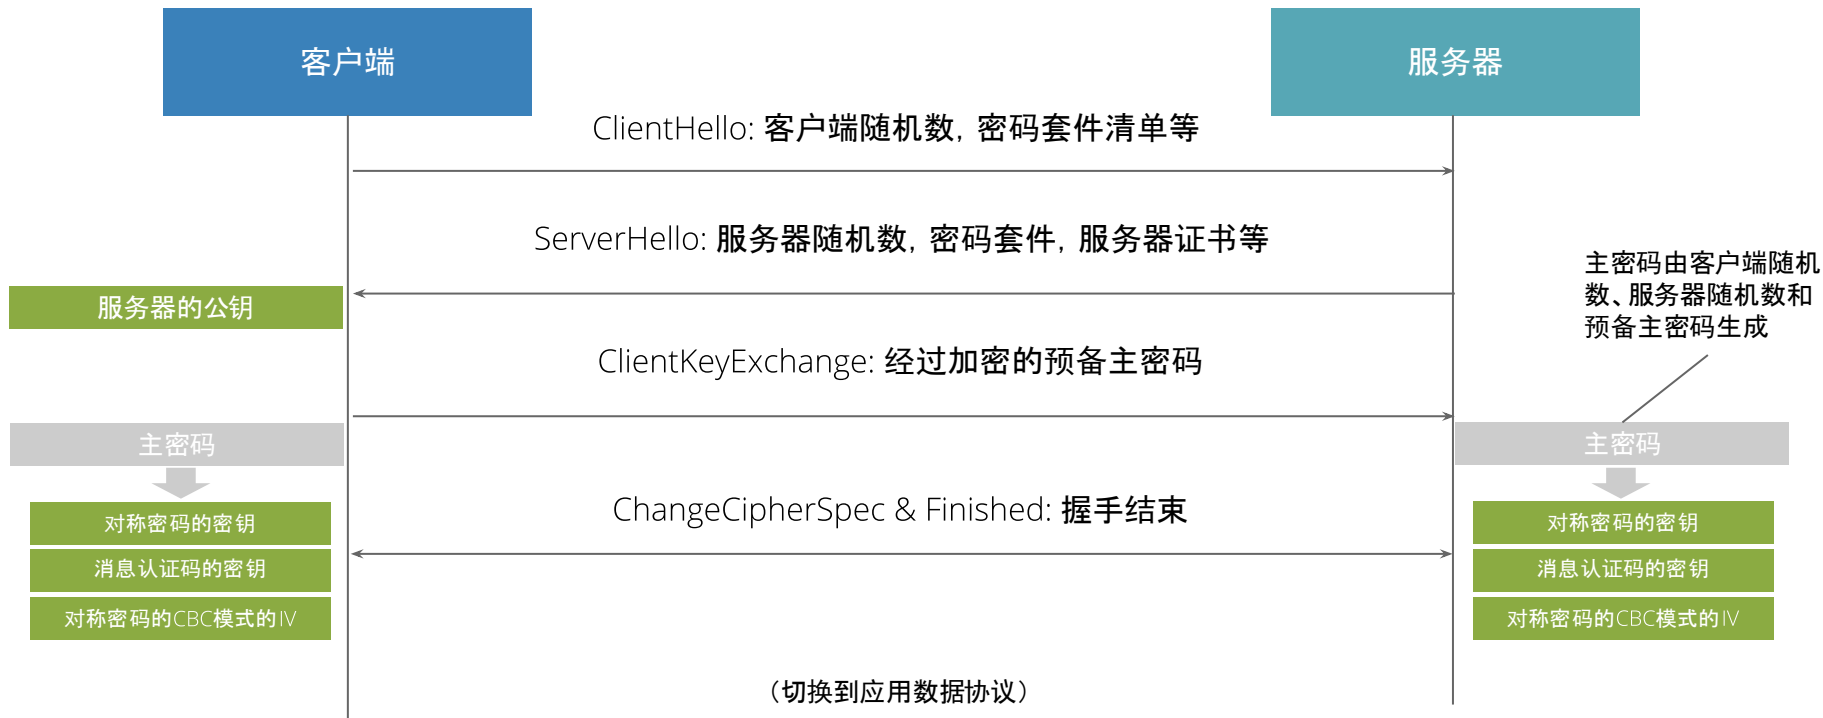 客户端
服务器
ClientHello: 客户端随机数，密码套件清单等
ServerHello: 服务器随机数，密码套件，服务器证书等
主密码由客户端随机
数、服务器随机数和
预备主密码生成
服务器的公钥
ClientKeyExchange: 经过加密的预备主密码
主密码
主密码
ChangeCipherSpec & Finished: 握手结束
对称密码的密钥
消息认证码的密钥
对称密码的CBC模式的IV
对称密码的密钥
消息认证码的密钥
对称密码的CBC模式的IV
（切换到应用数据协议）